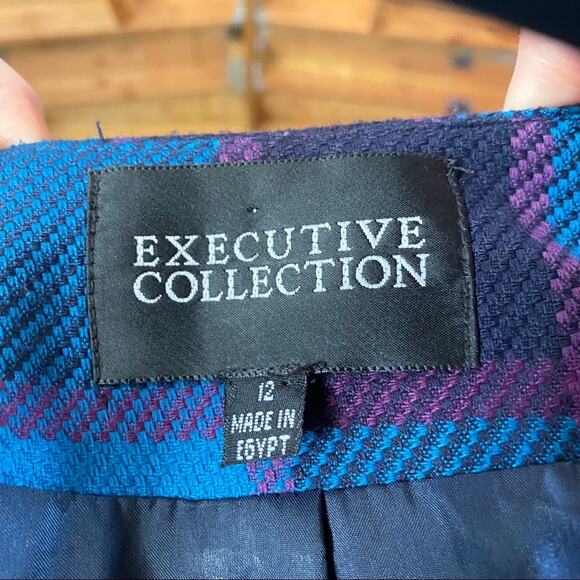 EXECUTIVE
COLLECTION
12
MADE IN
EGYPT